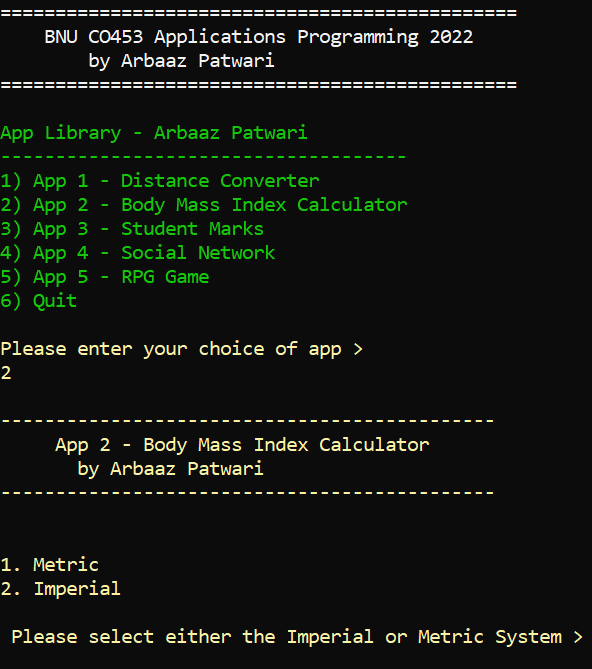 ===============================================
BNU CO453 Applications Programming 2022
by Arbaaz Patwari
===============================================
App Library - Arbaaz Patwari
-------------------------------------
1) App 1 - Distance Converter
2) App 2 - Body Mass Index Calculator
3) App 3 - Student Marks
4) App 4 - Social Network
5) App 5 - RPG Game
6) Quit
Please enter your choice of app >
2
---------------------------------------------
App 2 - Body Mass Index Calculator
by Arbaaz Patwari
---------------------------------------------
1. Metric
2. Imperial
Please select either the Imperial or Metric System >